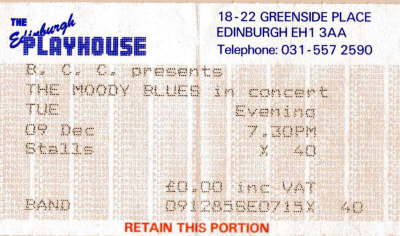 THE
Edinburgh
PLAYHOUSE
18-22 GREENSIDE PLACE
EDINBURGH EH1 3AA
Telephone: 031-557 2590
B. C. C. presents
THE MOODY BLUES in concert
TUE Evening
09 Dec 7.30PM
Stalls X 40
£0.00 inc VAT
BAND 091285SE0715X 40
RETAIN THIS PORTION